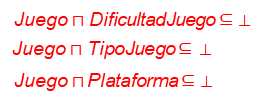 Juego ⊓ DificultadJuego ⊆ ⊥
Juego ⊓ TipoJuego ⊆ ⊥
Juego ⊓ Plataforma ⊆ ⊥